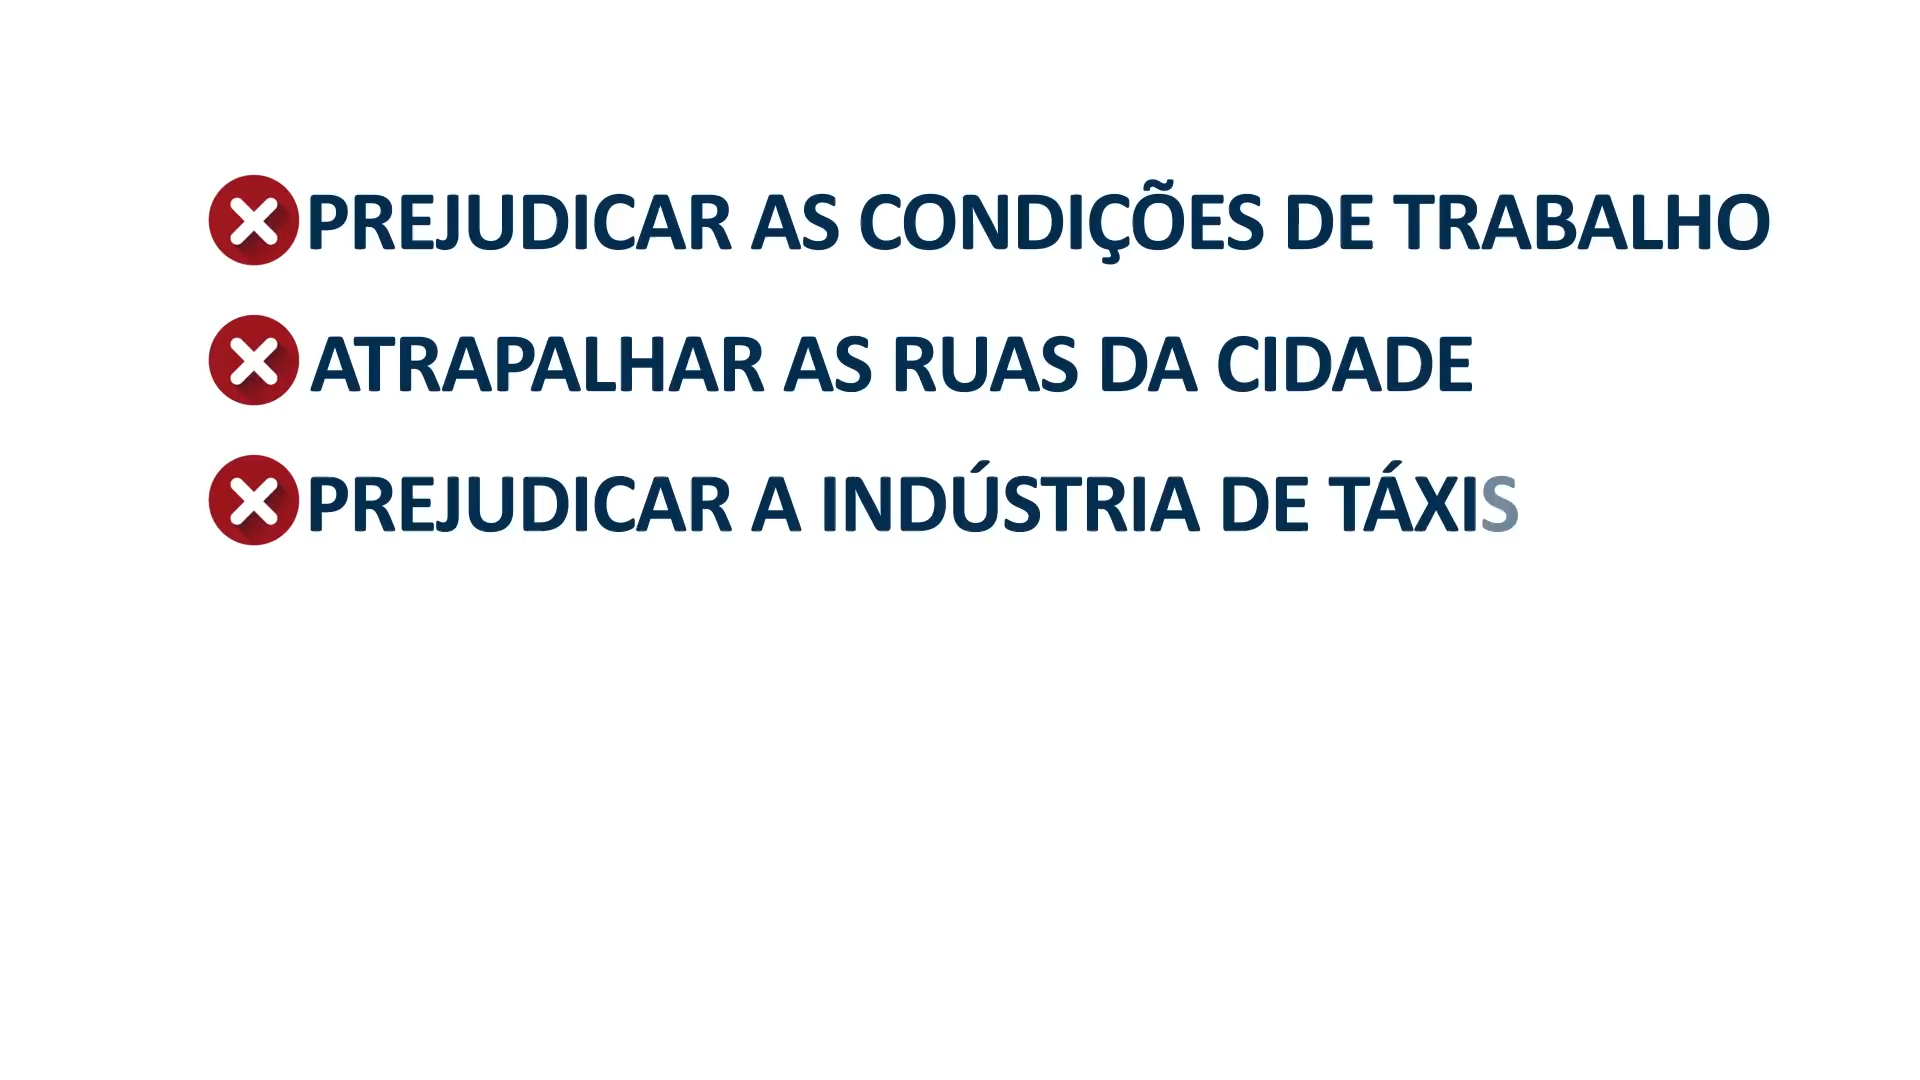 PREJUDICAR AS CONDIÇÕES DE TRABALHO
ATRAPALHAR AS RUAS DA CIDADE
PREJUDICAR A INDÚSTRIA DE TÁXIS